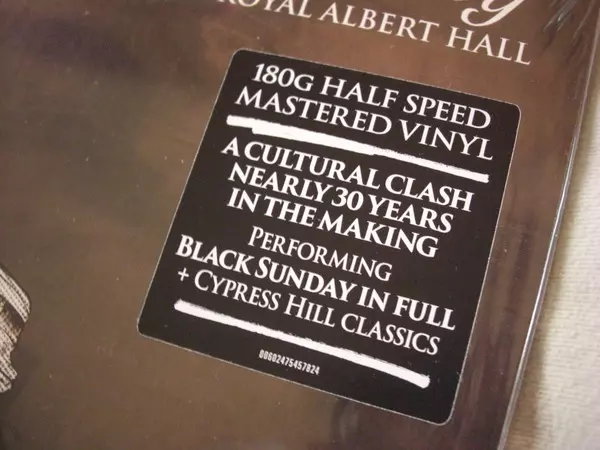 ROYAL ALBERT HALL
180G HALF SPEED
MASTERED VINYL
A CULTURAL CLASH
NEARLY 30 YEARS
IN THE MAKING
PERFORMING
BLACK SUNDAY IN FULL
+ CYPRESS HILL CLASSICS
00602475457824